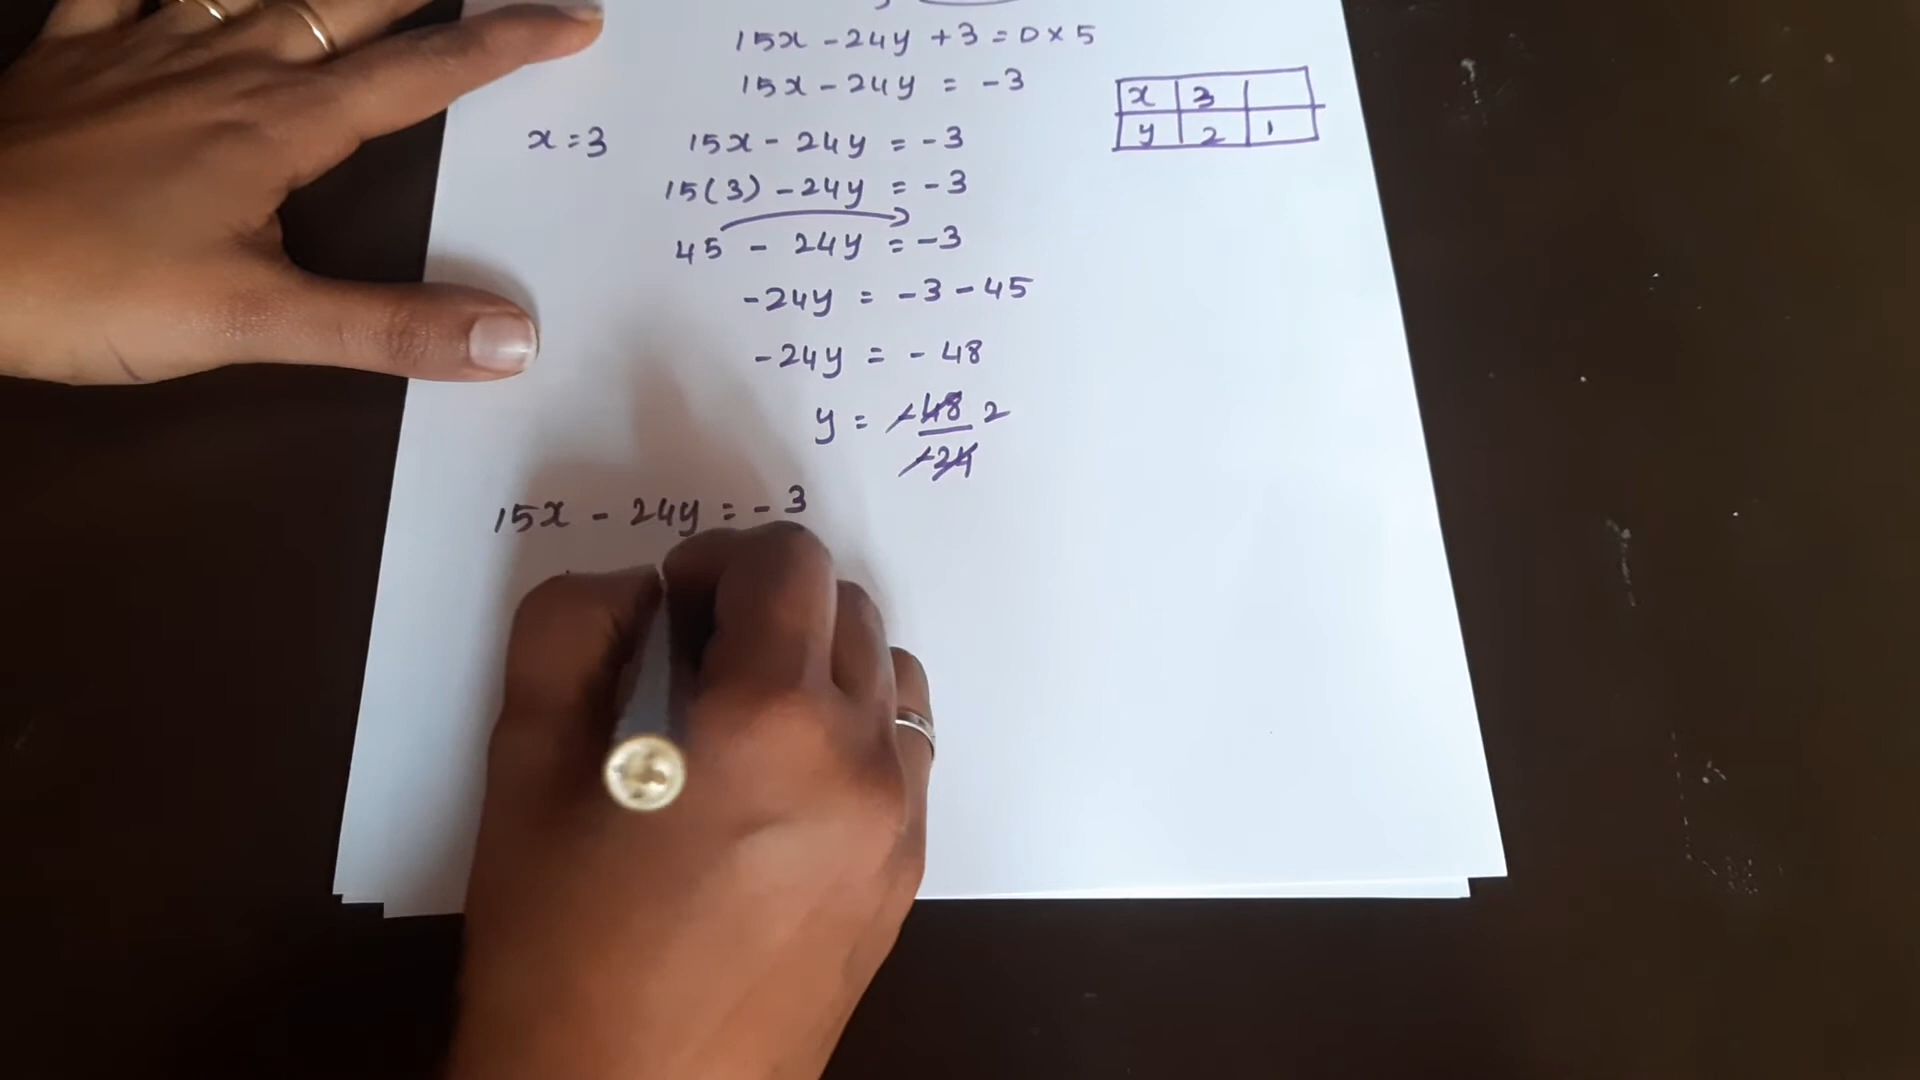 15x - 24y + 3 = 0 × 5
15x - 24y = -3
x 3
y 2 1
x = 3
15x - 24y = -3
15(3) - 24y = -3
45 - 24y = -3
-24y = -3 - 45
-24y = -48
y = -48 2
-24
15x - 24y = -3